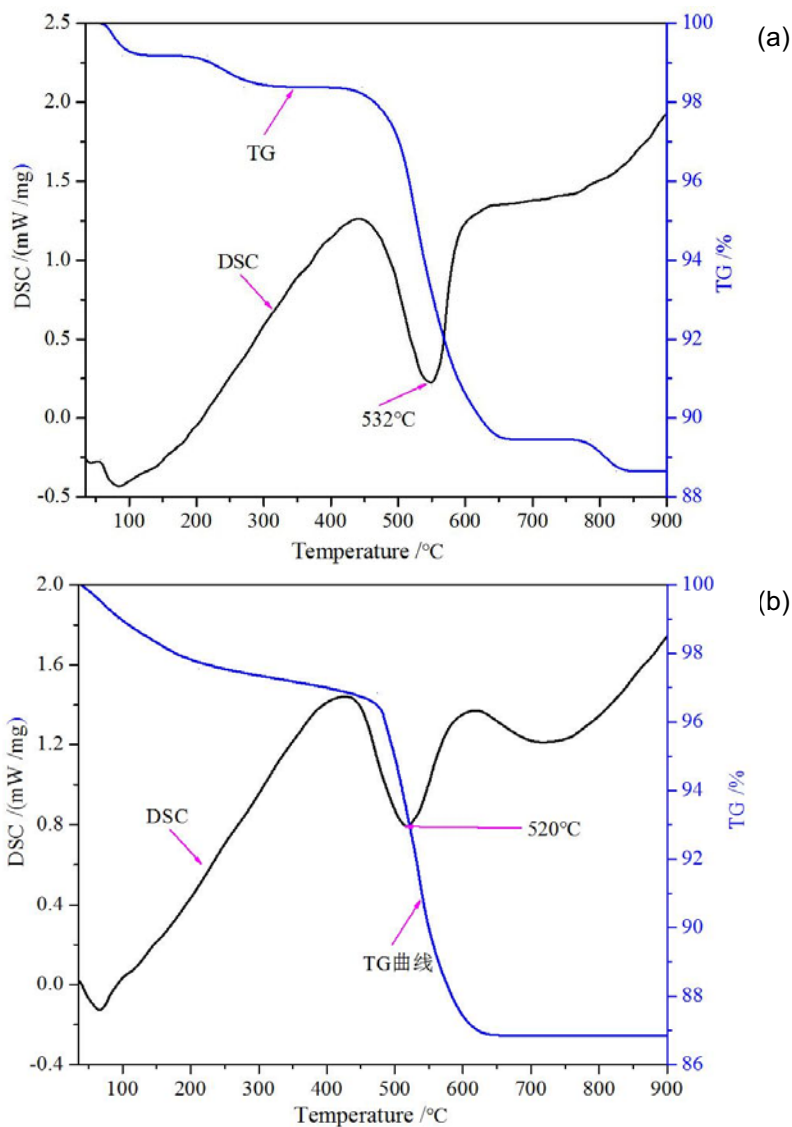 (a)
2.5
2.0
1.5
1.0
0.5
0.0
-0.5
DSC /(mW /mg)
TG
DSC
532℃
100
98
96
94
92
90
88
TG /%
100 200 300 400 500 600 700 800 900
Temperature /℃
(b)
2.0
1.6
1.2
0.8
0.4
0.0
-0.4
DSC /(mW /mg)
DSC
520℃
TG曲线
100
98
96
94
92
90
88
86
TG /%
100 200 300 400 500 600 700 800 900
Temperature /℃